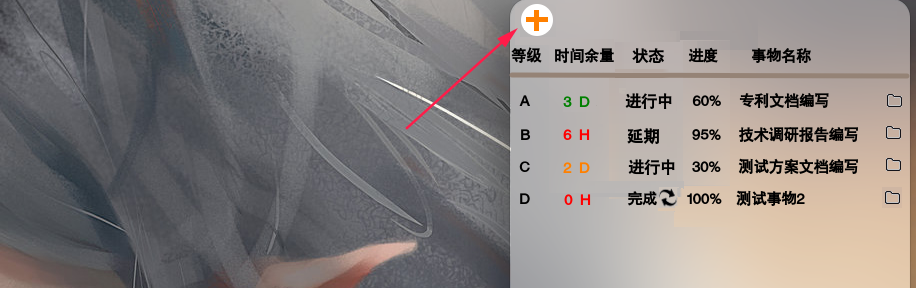 等级 时间余量 状态 进度 事物名称
A 3 D 进行中 60% 专利文档编写
B 6 H 延期 95% 技术调研报告编写
C 2 D 进行中 30% 测试方案文档编写
D 0 H 完成 100% 测试事物2